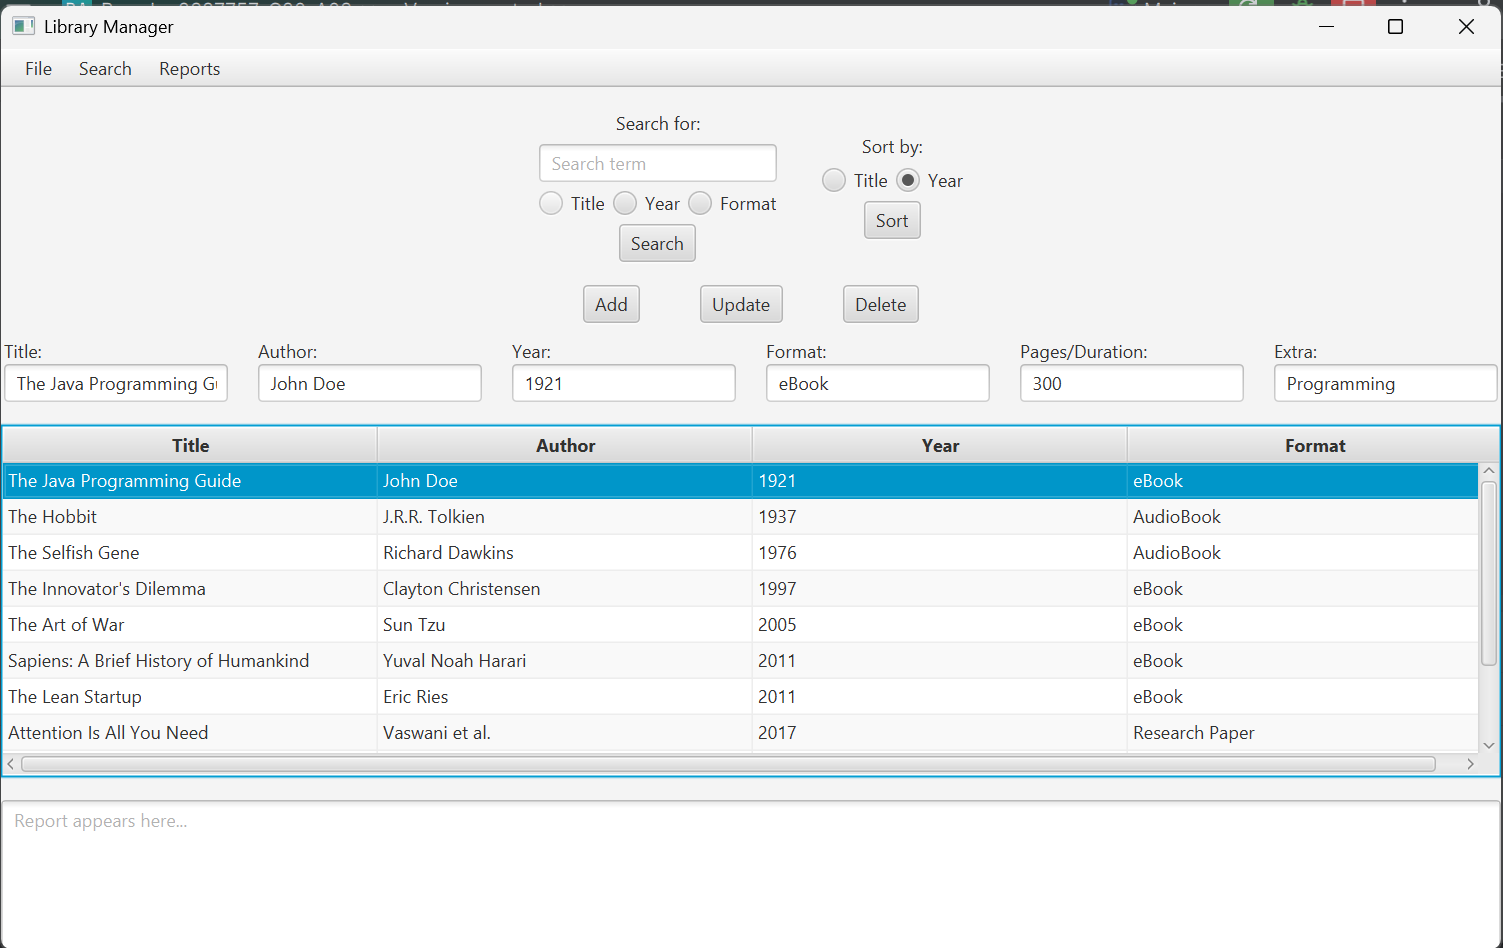 Library Manager
File Search Reports
Search for:
Search term
Title Year Format
Search
Sort by:
Title Year
Sort
Add Update Delete
Title: Author: Year: Format: Pages/Duration: Extra:
The Java Programming John Doe 1921 eBook 300 Programming
Title Author Year Format
The Java Programming Guide John Doe 1921 eBook
The Hobbit J.R.R. Tolkien 1937 AudioBook
The Selfish Gene Richard Dawkins 1976 AudioBook
The Innovator's Dilemma Clayton Christensen 1997 eBook
The Art of War Sun Tzu 2005 eBook
Sapiens: A Brief History of Humankind Yuval Noah Harari 2011 eBook
The Lean Startup Eric Ries 2011 eBook
Attention Is All You Need Vaswani et al. 2017 Research Paper
Report appears here...